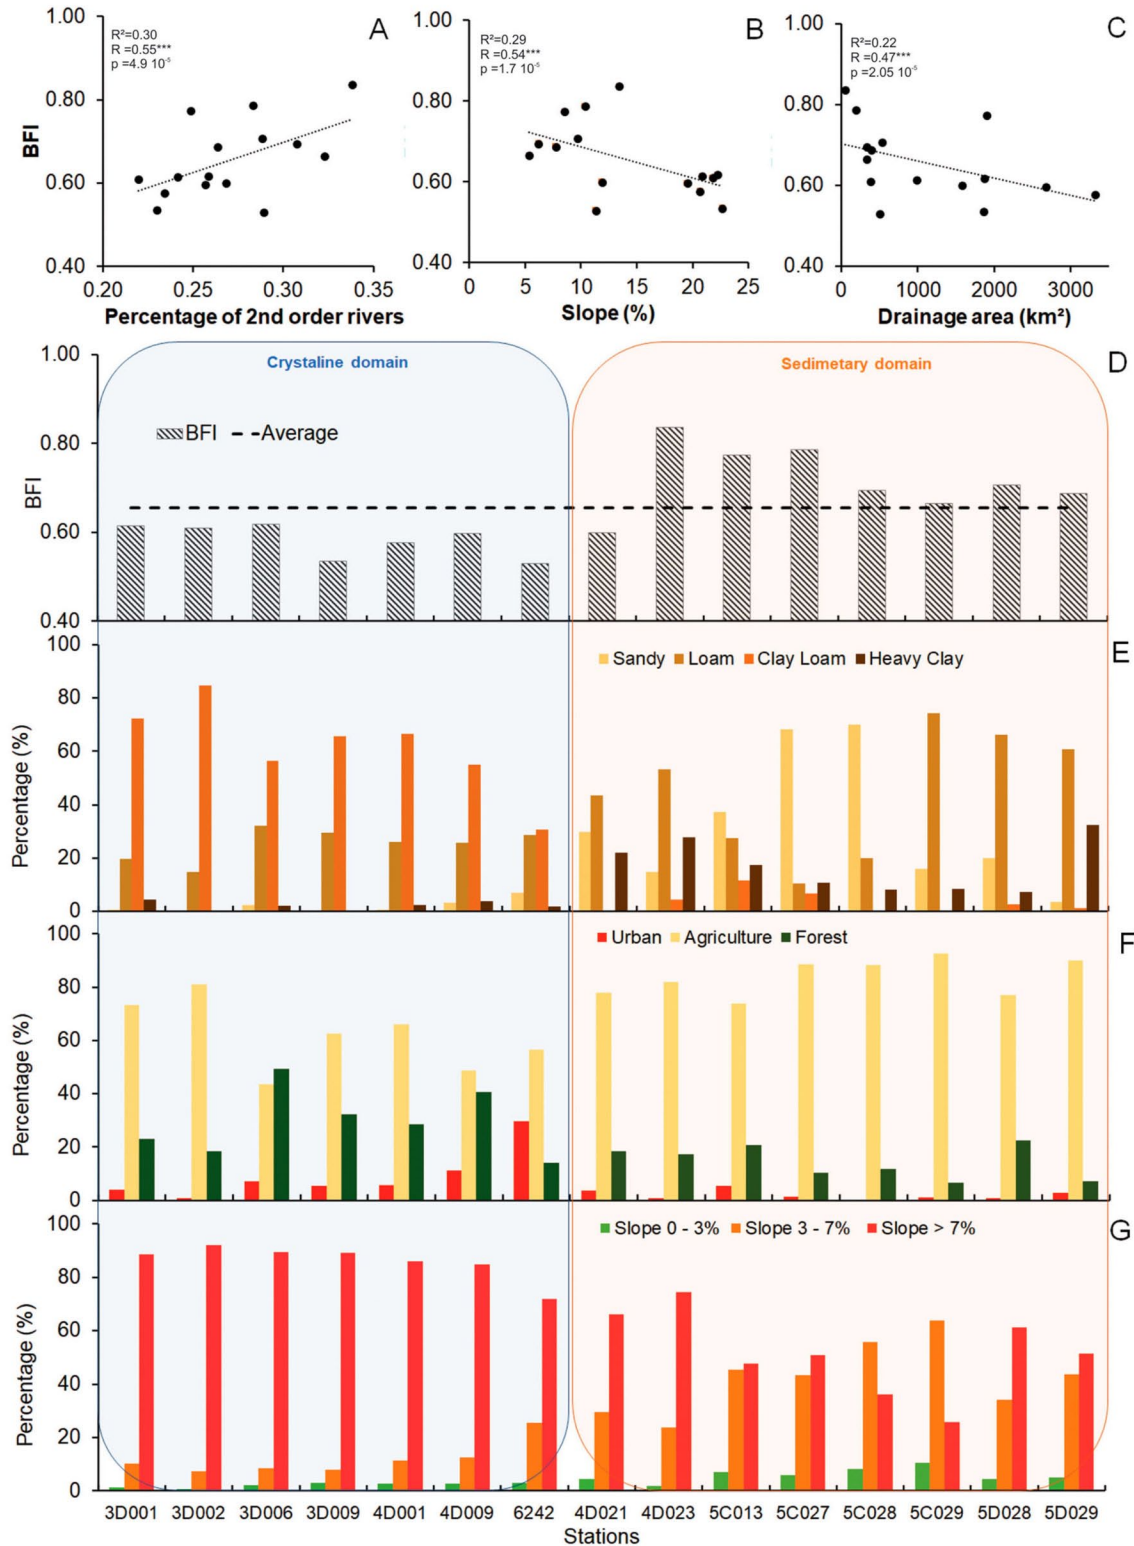 A
R²=0.30
R =0.55***
p =4.9 10⁻⁵
1.00
0.80
0.60
0.40
BFI
0.20
0.25
0.30
0.35
Percentage of 2nd order rivers
B
R²=0.29
R =0.54***
p =1.7 10⁻⁵
1.00
0.80
0.60
0.40
0
5
10
15
20
25
Slope (%)
C
R²=0.22
R =0.47***
p =2.05 10⁻⁵
1.00
0.80
0.60
0.40
0
1000
2000
3000
Drainage area (km²)
D
Crystaline domain
Sedimetary domain
BFI
Average
1.00
0.80
0.60
0.40
BFI
E
Sandy
Loam
Clay Loam
Heavy Clay
100
80
60
40
20
0
Percentage (%)
F
Urban
Agriculture
Forest
100
80
60
40
20
0
Percentage (%)
G
Slope 0 - 3%
Slope 3 - 7%
Slope > 7%
100
80
60
40
20
0
Percentage (%)
3D001
3D002
3D006
3D009
4D001
4D009
6242
4D021
4D023
5C013
5C027
5C028
5C029
5D028
5D029
Stations